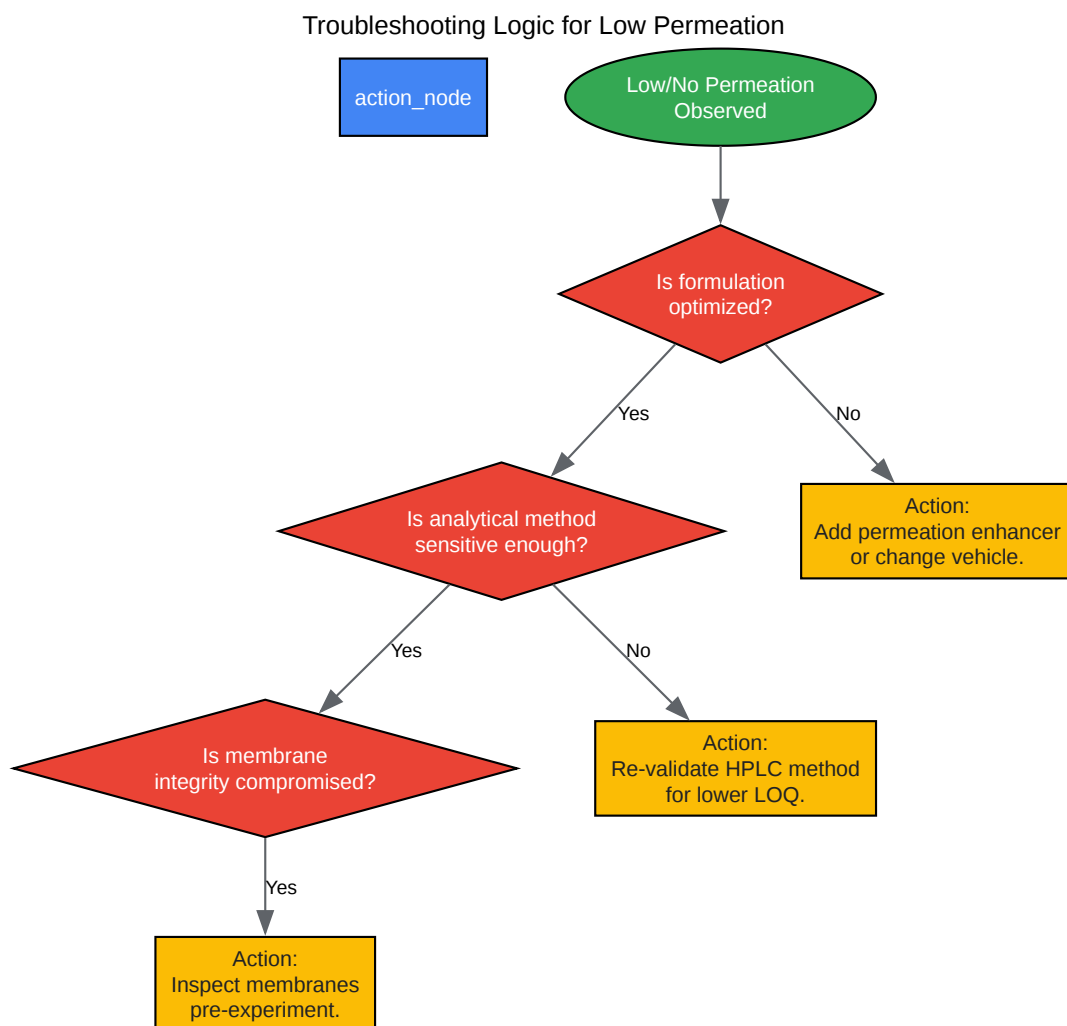 Troubleshooting Logic for Low Permeation
action_node
Low/No Permeation
Observed
Is formulation
optimized?
Yes
No
Is analytical method
sensitive enough?
Action:
Add permeation enhancer
or change vehicle.
Yes
No
Is membrane
integrity compromised?
Action:
Re-validate HPLC method
for lower LOQ.
Yes
Action:
Inspect membranes
pre-experiment.